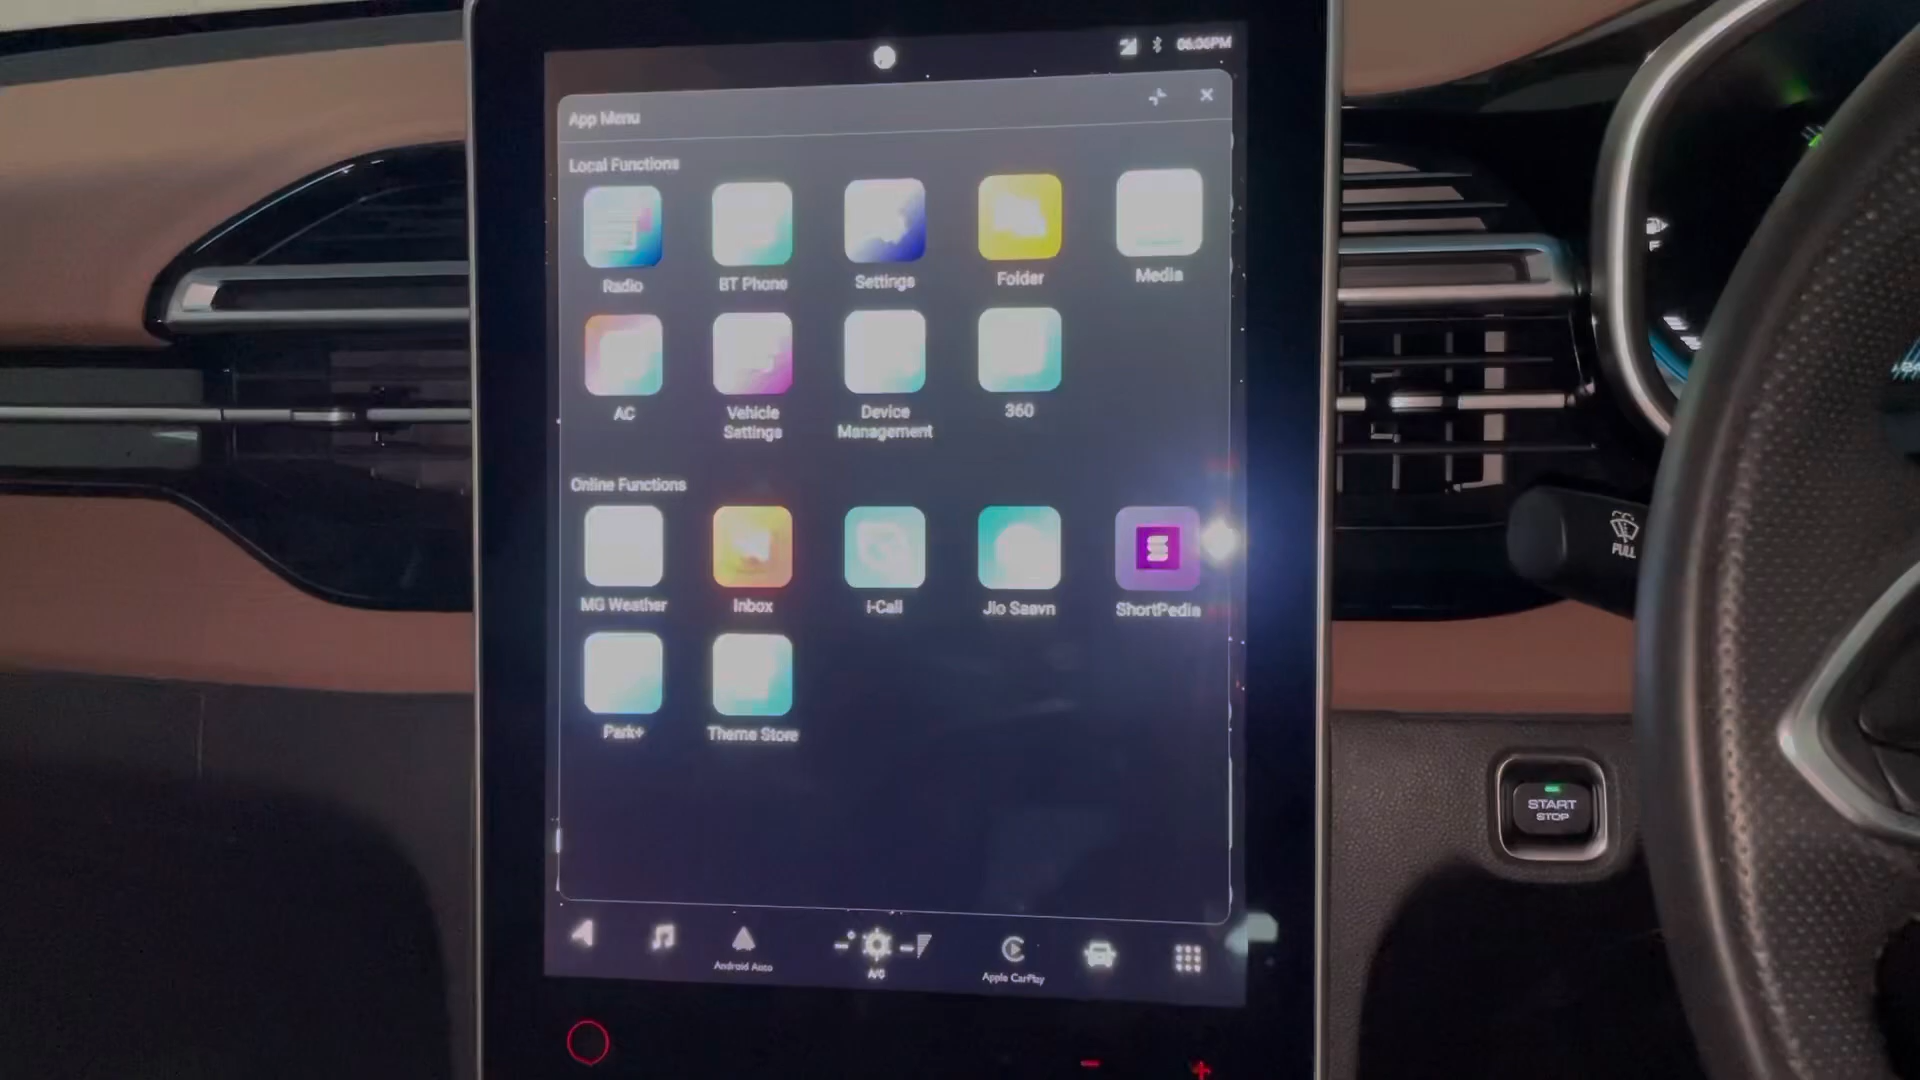 06:06PM
App Menu
Local Functions
Radio
BT Phone
Settings
Folder
Media
AC
Vehicle Settings
Device Management
360
Online Functions
MG Weather
Inbox
i-Call
Jio Saavn
ShortPedia
Park+
Theme Store
Android Auto
A/C
Apple CarPlay
F
PULL
START
STOP